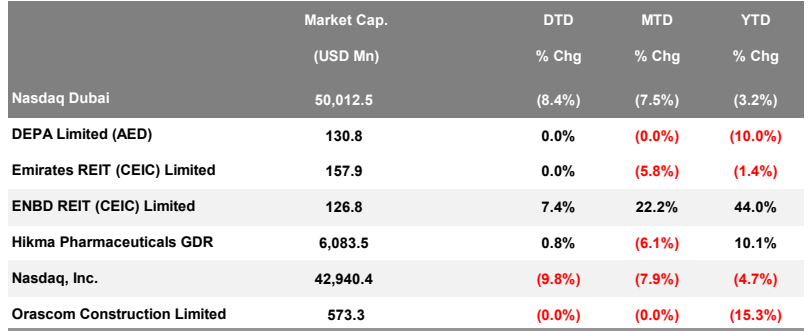 Market Cap. DTD MTD YTD
(USD Mn) % Chg % Chg % Chg
Nasdaq Dubai 50,012.5 (8.4%) (7.5%) (3.2%)
DEPA Limited (AED) 130.8 0.0% (0.0%) (10.0%)
Emirates REIT (CEIC) Limited 157.9 0.0% (5.8%) (1.4%)
ENBD REIT (CEIC) Limited 126.8 7.4% 22.2% 44.0%
Hikma Pharmaceuticals GDR 6,083.5 0.8% (6.1%) 10.1%
Nasdaq, Inc. 42,940.4 (9.8%) (7.9%) (4.7%)
Orascom Construction Limited 573.3 (0.0%) (0.0%) (15.3%)